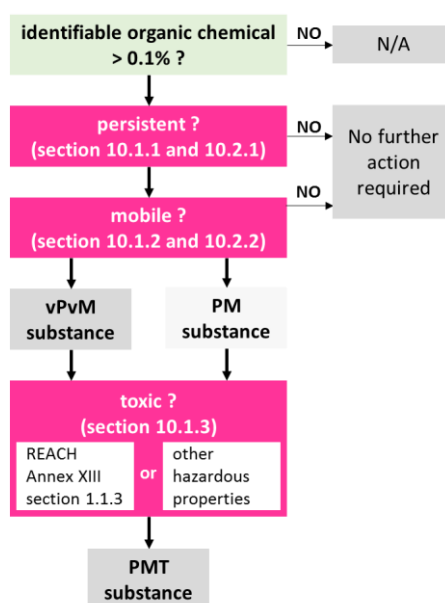 identifiable organic chemical
> 0.1% ?
NO
N/A
persistent ?
(section 10.1.1 and 10.2.1)
NO
No further
action
required
mobile ?
(section 10.1.2 and 10.2.2)
NO
vPvM
substance
PM
substance
toxic ?
(section 10.1.3)
REACH
Annex XIII
section 1.1.3
or
other
hazardous
properties
PMT
substance